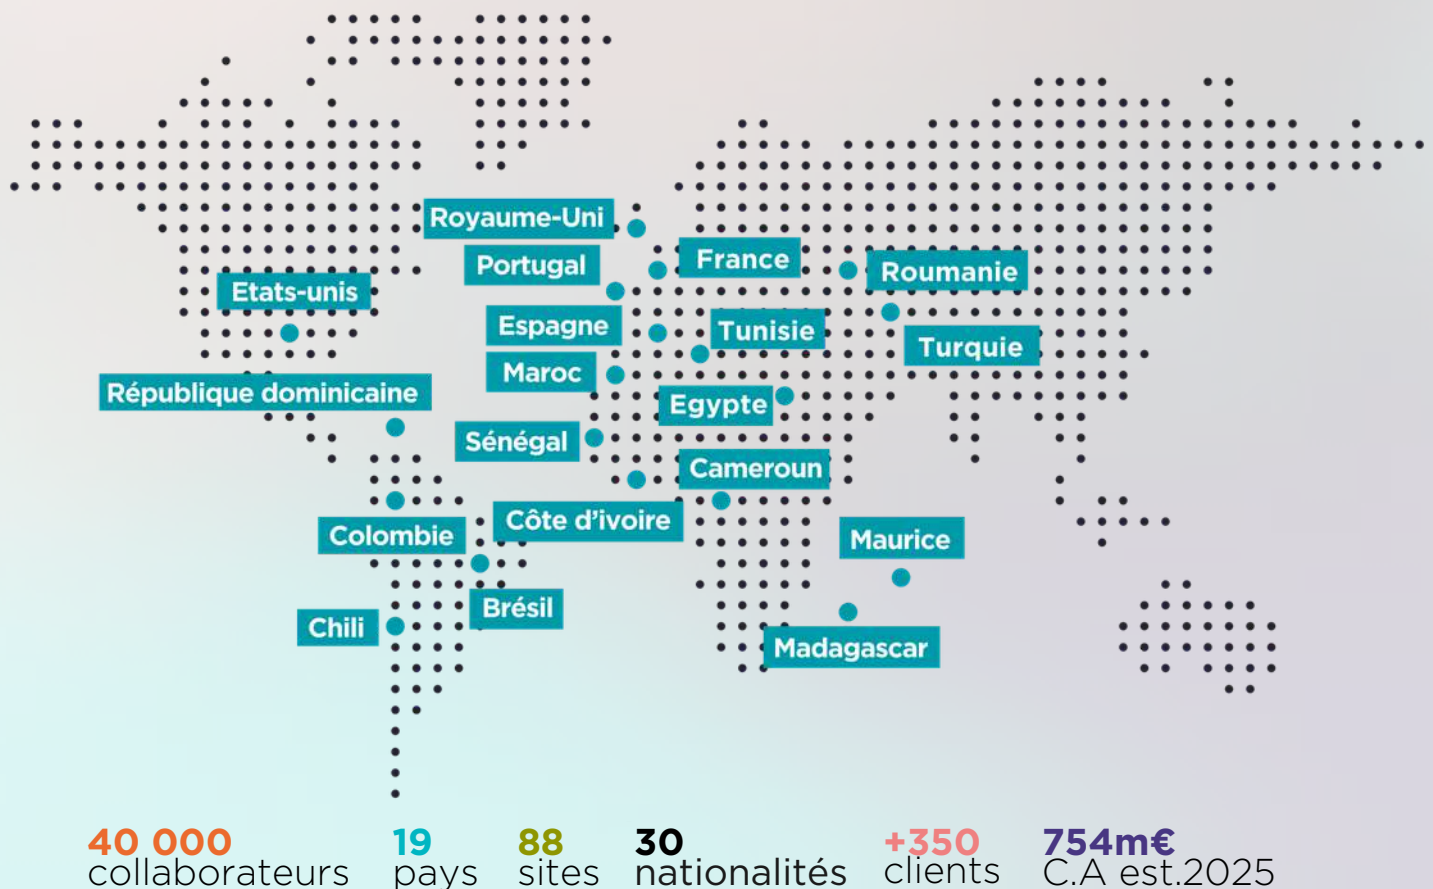 Royaume-Uni
Portugal
France
Roumanie
Etats-unis
Espagne
Tunisie
Turquie
Maroc
République dominicaine
Egypte
Sénégal
Cameroun
Côte d'ivoire
Colombie
Maurice
Brésil
Chili
Madagascar
40 000
collaborateurs
19
pays
88
sites
30
nationalités
+350
clients
754m€
C.A est.2025